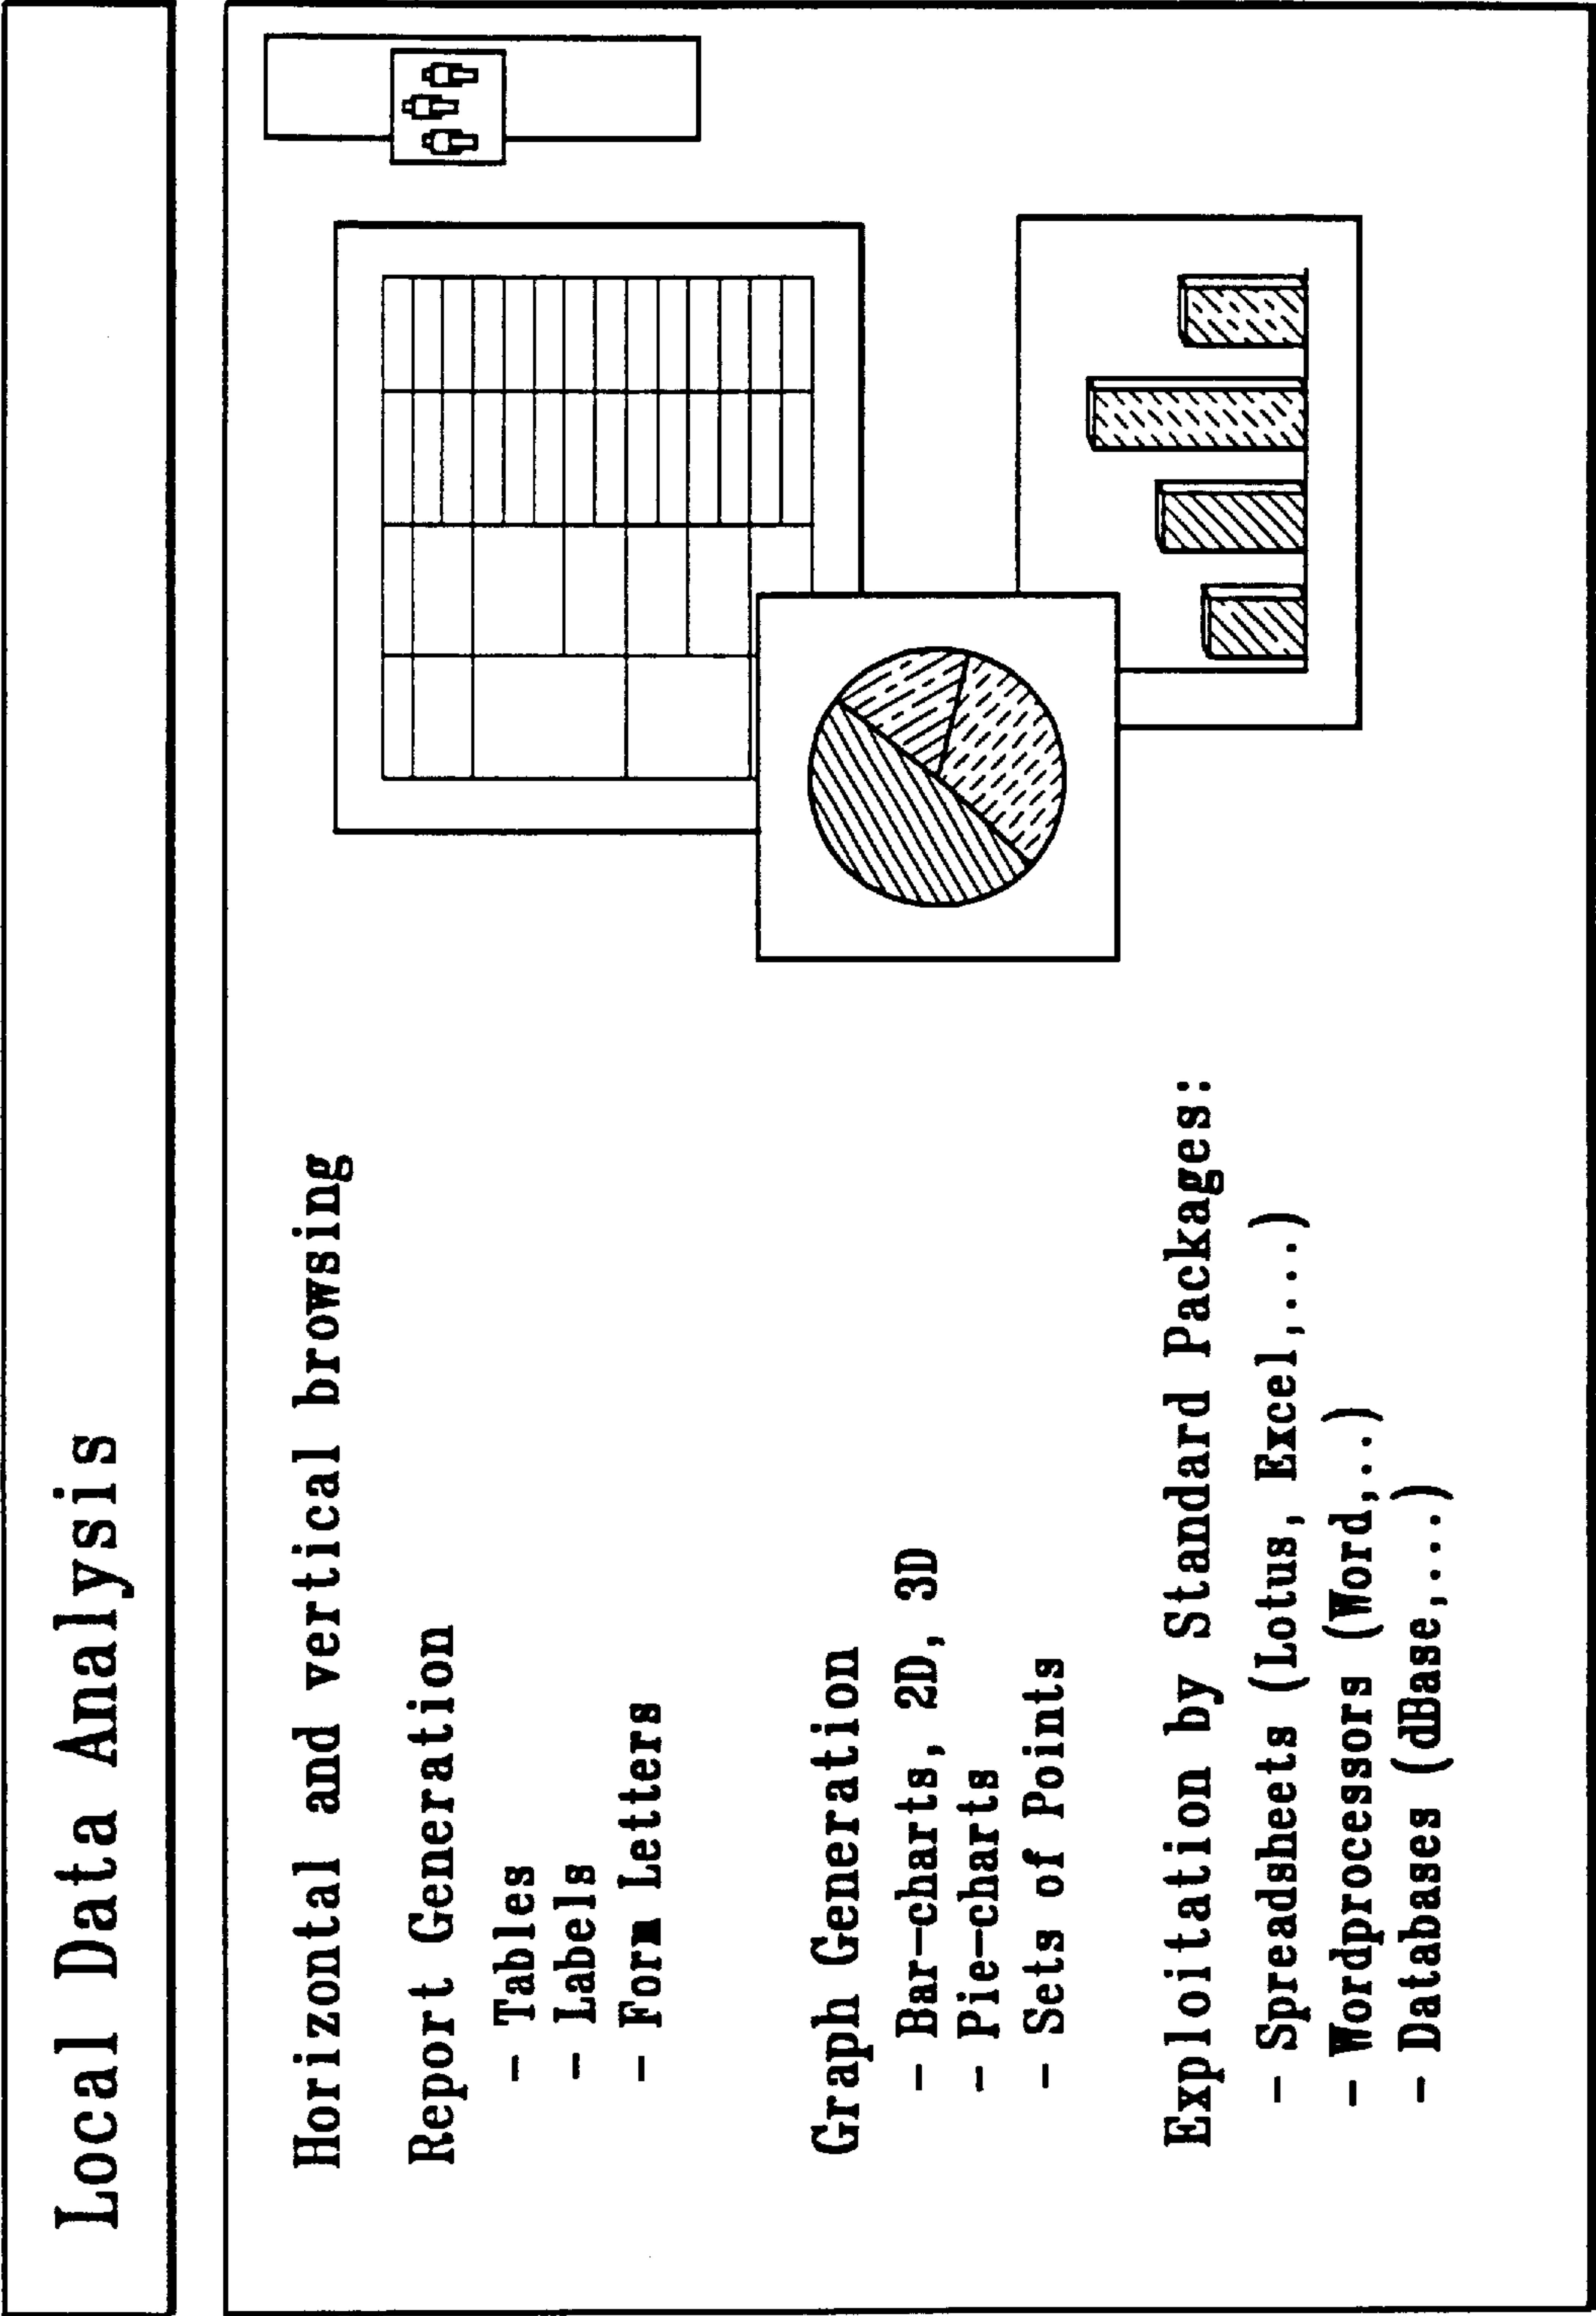 Local Data Analysis
Horizontal and vertical browsing
Report Generation
- Tables
- Labels
- Form Letters
Graph Generation
- Bar-charts, 2D, 3D
- Pie-charts
- Sets of Points
Exploitation by Standard Packages:
- Spreadsheets (Lotus, Excel,...)
- Wordprocessors (Word,..)
- Databases (dBase,...)